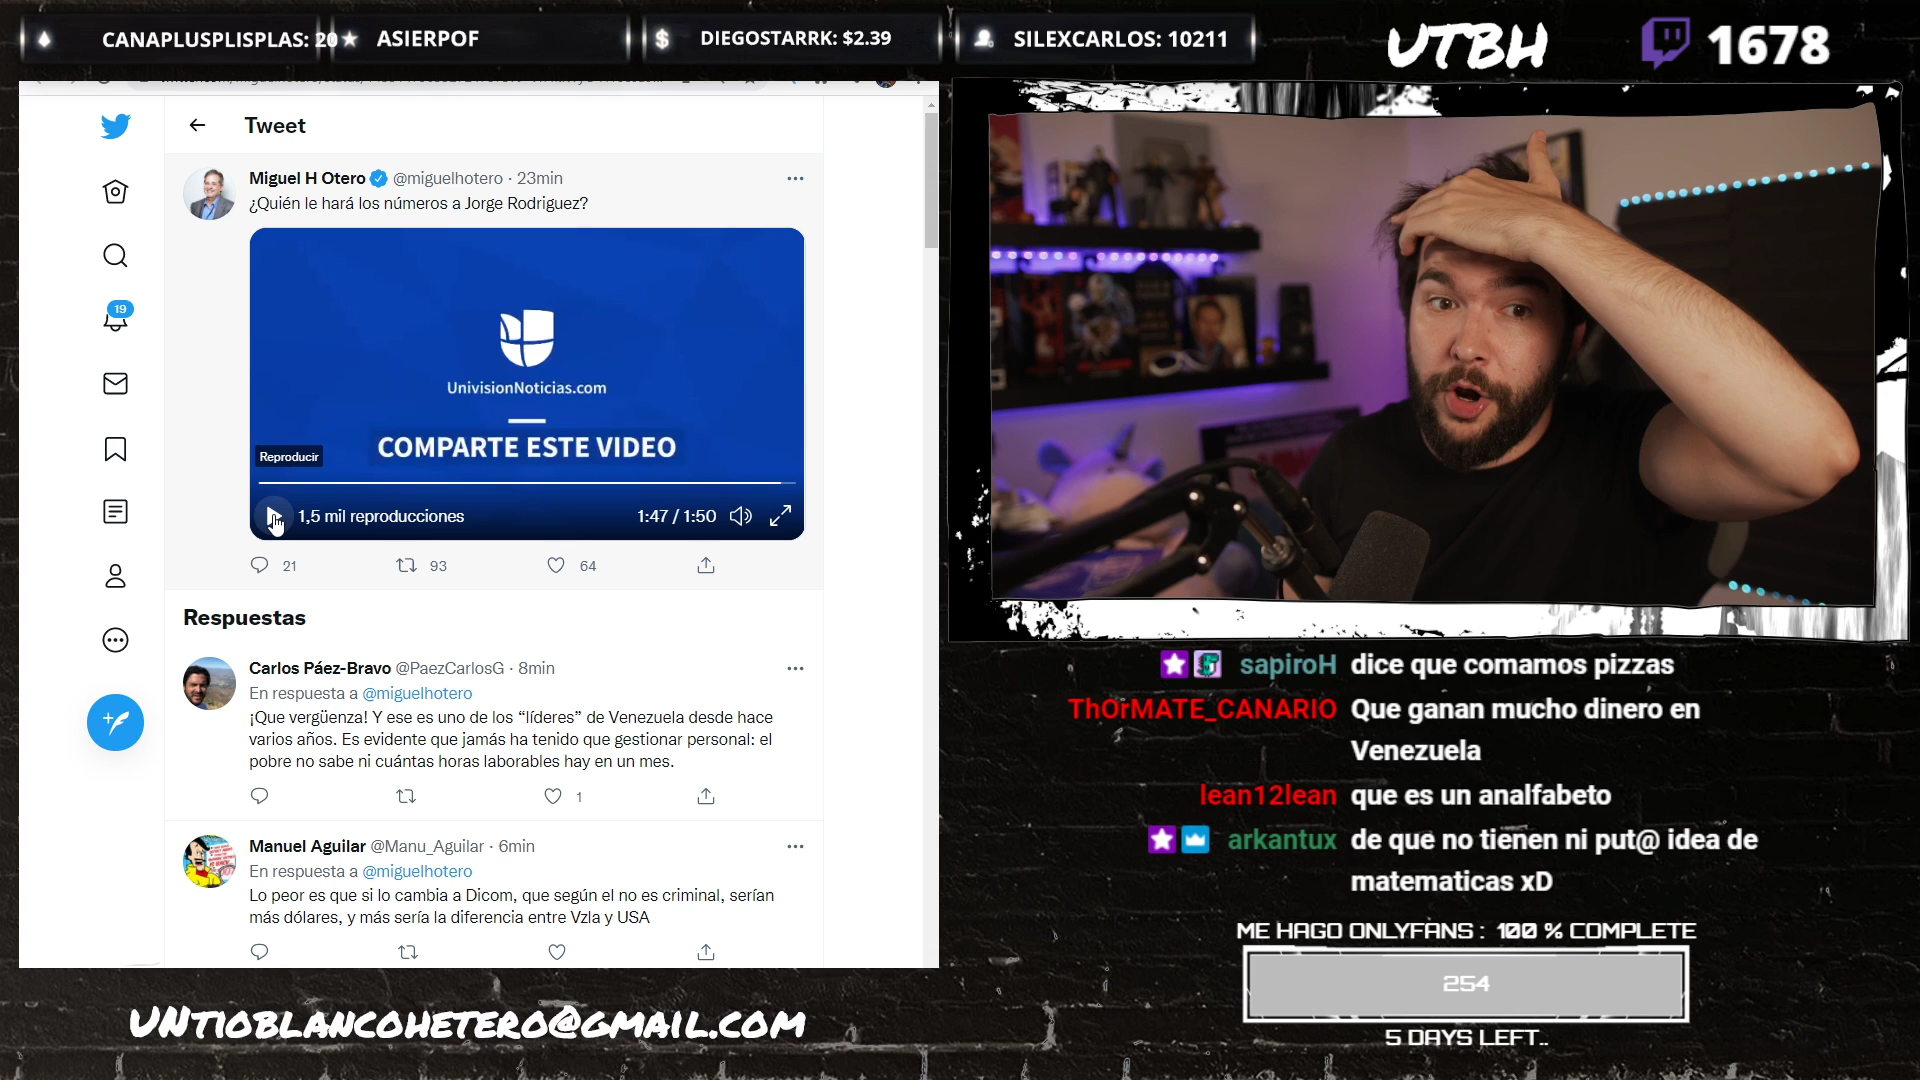 CANAPLUSPLISPLAS: 20
ASIERPOF
DIEGOSTARRK: $2.39
SILEXCARLOS: 10211
UTBH
1678
Tweet
Miguel H Otero @miguelhotero · 23min
¿Quién le hará los números a Jorge Rodriguez?
UnivisionNoticias.com
COMPARTE ESTE VIDEO
Reproducir
1,5 mil reproducciones
1:47 / 1:50
21
93
64
19
Respuestas
Carlos Páez-Bravo @PaezCarlosG · 8min
En respuesta a @miguelhotero
¡Que vergüenza! Y ese es uno de los “líderes” de Venezuela desde hace
varios años. Es evidente que jamás ha tenido que gestionar personal: el
pobre no sabe ni cuántas horas laborables hay en un mes.
1
Manuel Aguilar @Manu_Aguilar · 6min
En respuesta a @miguelhotero
Lo peor es que si lo cambia a Dicom, que según el no es criminal, serían
más dólares, y más sería la diferencia entre Vzla y USA
sapiroH dice que comamos pizzas
ThOrMATE_CANARIO Que ganan mucho dinero en
Venezuela
lean12lean que es un analfabeto
arkantux de que no tienen ni put@ idea de
matematicas xD
ME HAGO ONLYFANS : 100 % COMPLETE
254
5 DAYS LEFT..
UNTIOBLANCOHETERO@GMAIL.COM